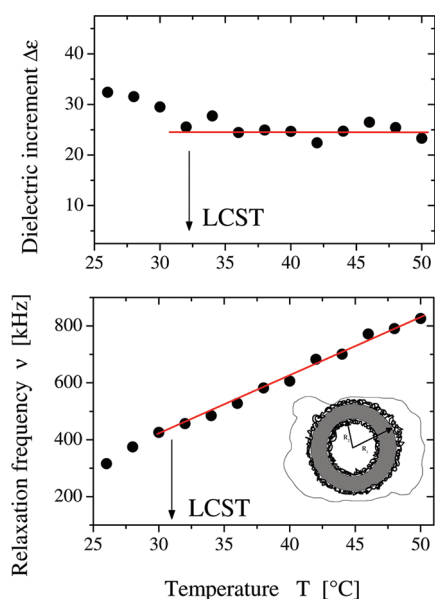 Dielectric increment Δε
40
30
20
10
LCST
25 30 35 40 45 50
Relaxation frequency ν [kHz]
800
600
400
200
LCST
25 30 35 40 45 50
Temperature T [°C]